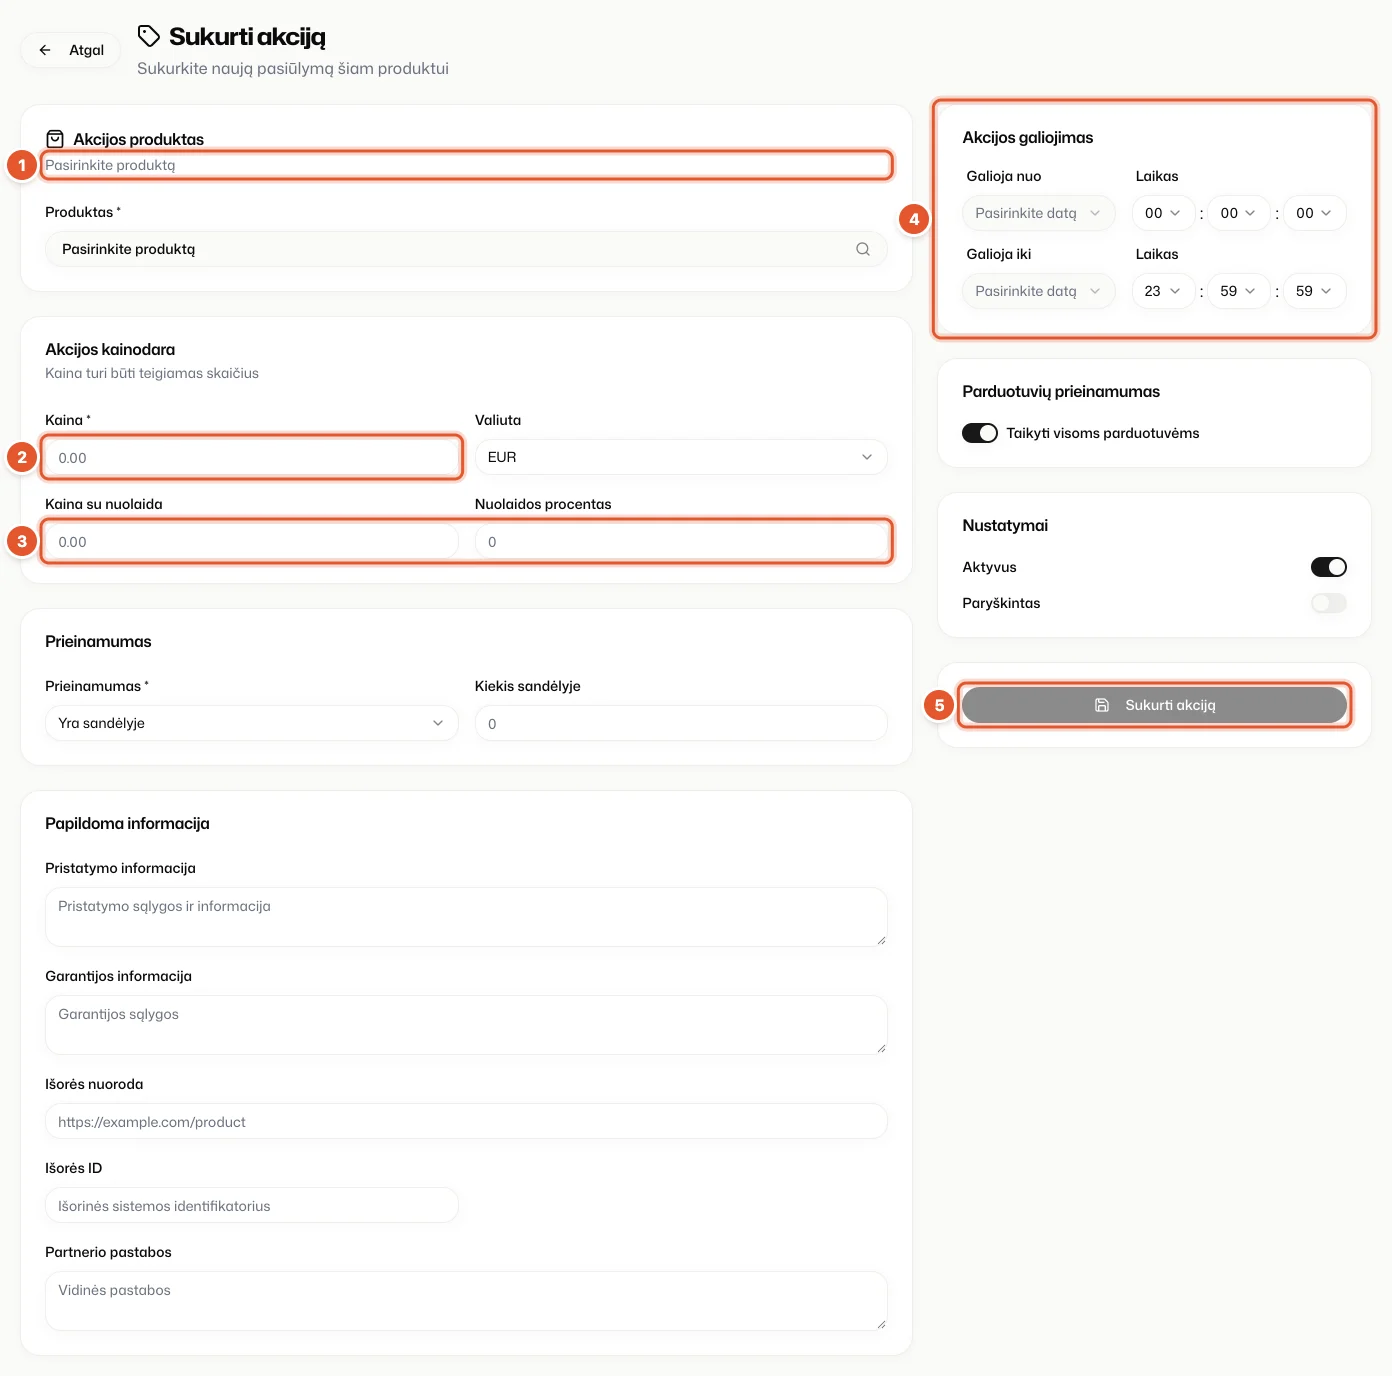 Atgal
Sukurti akciją
Sukurkite naują pasiūlymą šiam produktui
Akcijos produktas
1
Pasirinkite produktą
Produktas *
Pasirinkite produktą
Akcijos kainodara
Kaina turi būti teigiamas skaičius
Kaina *
Valiuta
2
0.00
EUR
Kaina su nuolaida
Nuolaidos procentas
3
0.00
0
Prieinamumas
Prieinamumas *
Kiekis sandėlyje
Yra sandėlyje
0
Papildoma informacija
Pristatymo informacija
Pristatymo sąlygos ir informacija
Garantijos informacija
Garantijos sąlygos
Išorės nuoroda
https://example.com/product
Išorės ID
Išorinės sistemos identifikatorius
Partnerio pastabos
Vidinės pastabos
Akcijos galiojimas
Galioja nuo
Laikas
4
Pasirinkite datą
00 : 00 : 00
Galioja iki
Laikas
Pasirinkite datą
23 : 59 : 59
Parduotuvių prieinamumas
Taikyti visoms parduotuvėms
Nustatymai
Aktyvus
Paryškintas
5
Sukurti akciją